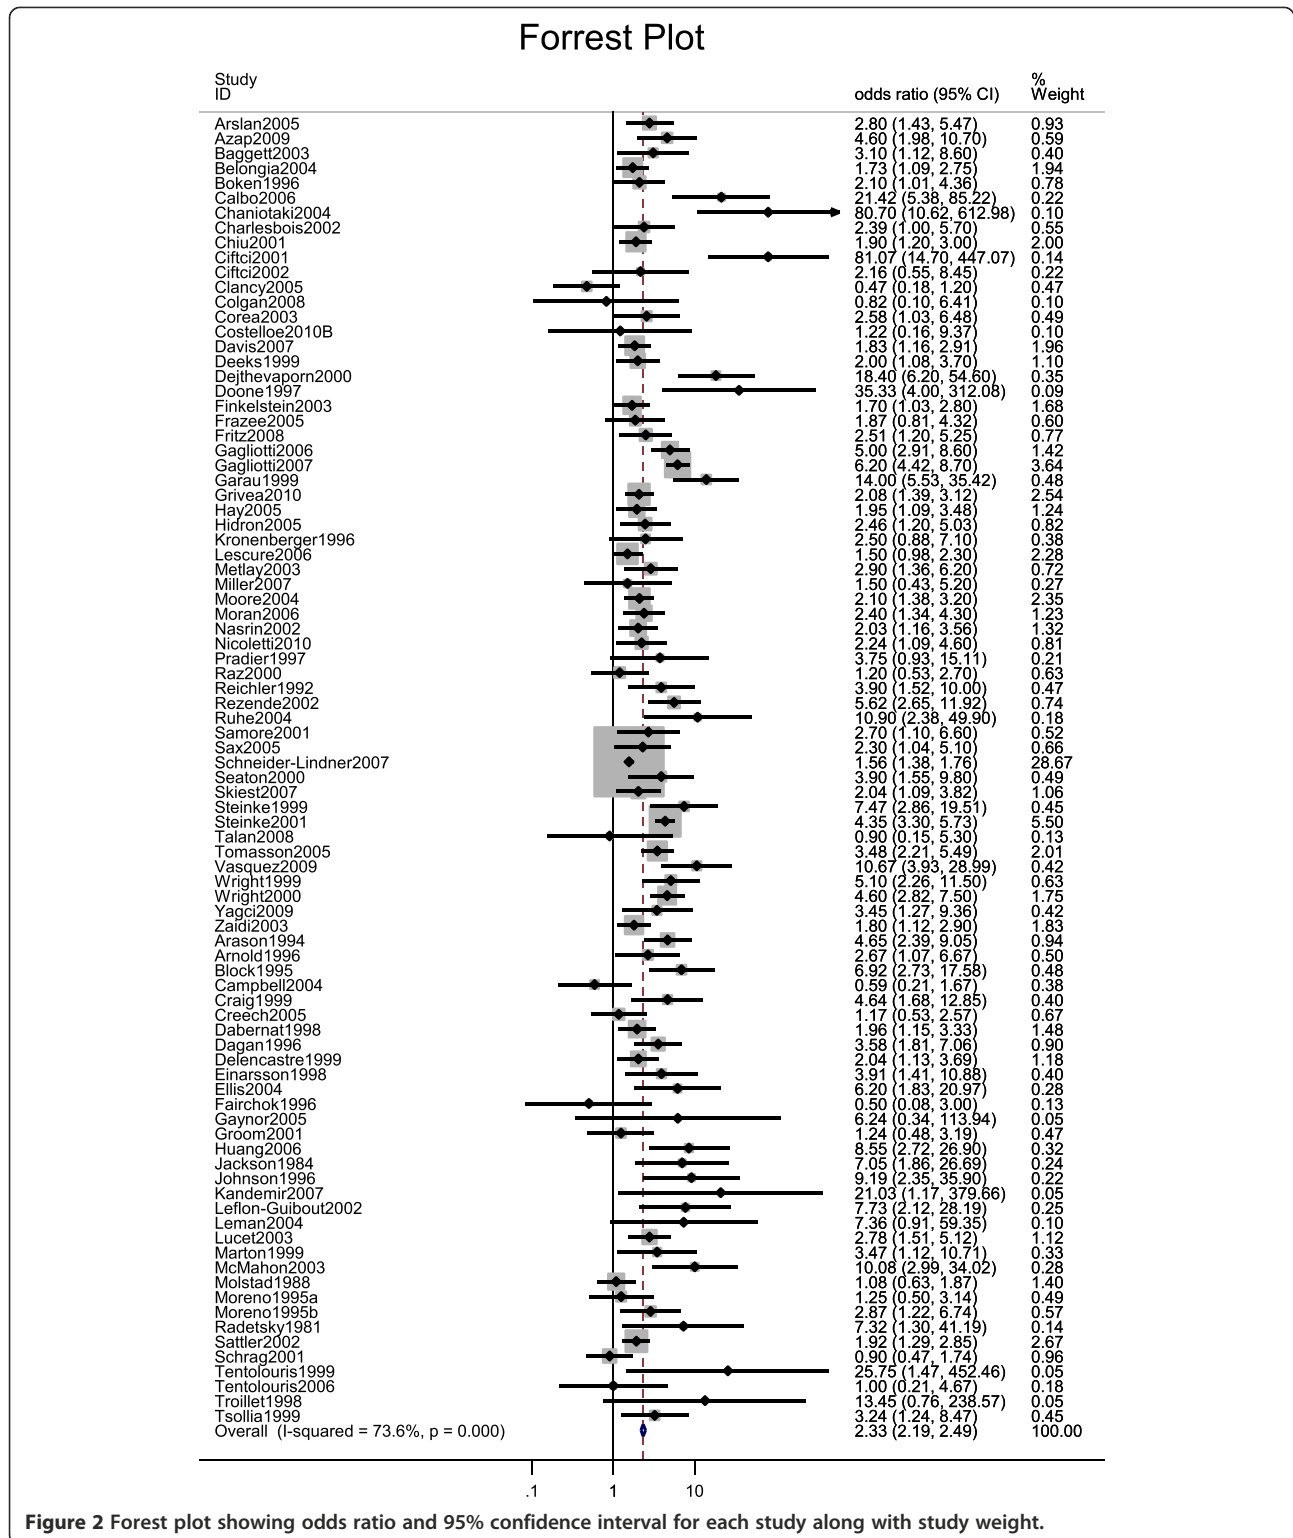 Forrest Plot
Study
ID odds ratio (95% CI) % Weight
Arslan2005 2.80 (1.43, 5.47) 0.93
Azap2009 4.60 (1.98, 10.70) 0.59
Baggett2003 3.10 (1.12, 8.60) 0.40
Belongia2004 1.73 (1.09, 2.75) 1.94
Boken1996 2.10 (1.01, 4.36) 0.78
Calbo2006 21.42 (5.38, 85.22) 0.22
Chaniotaki2004 80.70 (10.62, 612.98) 0.10
Charlesbois2002 2.39 (1.00, 5.70) 0.55
Chiu2001 1.90 (1.20, 3.00) 2.00
Ciftci2001 81.07 (14.70, 447.07) 0.14
Ciftci2002 2.16 (0.55, 8.45) 0.22
Clancy2005 0.47 (0.18, 1.20) 0.47
Colgan2008 0.82 (0.10, 6.41) 0.10
Corea2003 2.58 (1.03, 6.48) 0.49
Costelloe2010B 1.22 (0.16, 9.37) 0.10
Davis2007 1.83 (1.16, 2.91) 1.96
Deeks1999 2.00 (1.08, 3.70) 1.10
Dejthevaporn2000 18.40 (6.20, 54.60) 0.35
Doone1997 35.33 (4.00, 312.08) 0.09
Finkelstein2003 1.70 (1.03, 2.80) 1.68
Frazee2005 1.87 (0.81, 4.32) 0.60
Fritz2008 2.51 (1.20, 5.25) 0.77
Gagliotti2006 5.00 (2.91, 8.60) 1.42
Gagliotti2007 6.20 (4.42, 8.70) 3.64
Garau1999 14.00 (5.53, 35.42) 0.48
Grivea2010 2.08 (1.39, 3.12) 2.54
Hay2005 1.95 (1.09, 3.48) 1.24
Hidron2005 2.46 (1.20, 5.03) 0.82
Kronenberger1996 2.50 (0.88, 7.10) 0.38
Lescure2006 1.50 (0.98, 2.30) 2.28
Metlay2003 2.90 (1.36, 6.20) 0.72
Miller2007 1.50 (0.43, 5.20) 0.27
Moore2004 2.10 (1.38, 3.20) 2.35
Moran2006 2.40 (1.34, 4.30) 1.23
Nasrin2002 2.03 (1.16, 3.56) 1.32
Nicoletti2010 2.24 (1.09, 4.60) 0.81
Pradier1997 3.75 (0.93, 15.11) 0.21
Raz2000 1.20 (0.53, 2.70) 0.63
Reichler1992 3.90 (1.52, 10.00) 0.47
Rezende2002 5.62 (2.65, 11.92) 0.74
Ruhe2004 10.90 (2.38, 49.90) 0.18
Samore2001 2.70 (1.10, 6.60) 0.52
Sax2005 2.30 (1.04, 5.10) 0.66
Schneider-Lindner2007 1.56 (1.38, 1.76) 28.67
Seaton2000 3.90 (1.55, 9.80) 0.49
Skiest2007 2.04 (1.09, 3.82) 1.06
Steinke1999 7.47 (2.86, 19.51) 0.45
Steinke2001 4.35 (3.30, 5.73) 5.50
Talan2008 0.90 (0.15, 5.30) 0.13
Tomasson2005 3.48 (2.21, 5.49) 2.01
Vasquez2009 10.67 (3.93, 28.99) 0.42
Wright1999 5.10 (2.26, 11.50) 0.63
Wright2000 4.60 (2.82, 7.50) 1.75
Yagci2009 3.45 (1.27, 9.36) 0.42
Zaidi2003 1.80 (1.12, 2.90) 1.83
Arason1994 4.65 (2.39, 9.05) 0.94
Arnold1996 2.67 (1.07, 6.67) 0.50
Block1995 6.92 (2.73, 17.58) 0.48
Campbell2004 0.59 (0.21, 1.67) 0.38
Craig1999 4.64 (1.68, 12.85) 0.40
Creech2005 1.17 (0.53, 2.57) 0.67
Dabernat1998 1.96 (1.15, 3.33) 1.48
Dagan1996 3.58 (1.81, 7.06) 0.90
Delencastre1999 2.04 (1.13, 3.69) 1.18
Einarsson1998 3.91 (1.41, 10.88) 0.40
Ellis2004 6.20 (1.83, 20.97) 0.28
Fairchok1996 0.50 (0.08, 3.00) 0.13
Gaynor2005 6.24 (0.34, 113.94) 0.05
Groom2001 1.24 (0.48, 3.19) 0.47
Huang2006 8.55 (2.72, 26.90) 0.32
Jackson1984 7.05 (1.86, 26.69) 0.24
Johnson1996 9.19 (2.35, 35.90) 0.22
Kandemir2007 21.03 (1.17, 379.66) 0.05
Leflon-Guibout2002 7.73 (2.12, 28.19) 0.25
Leman2004 7.36 (0.91, 59.35) 0.10
Lucet2003 2.78 (1.51, 5.12) 1.12
Marton1999 3.47 (1.12, 10.71) 0.33
McMahon2003 10.08 (2.99, 34.02) 0.28
Molstad1988 1.08 (0.63, 1.87) 1.40
Moreno1995a 1.25 (0.50, 3.14) 0.49
Moreno1995b 2.87 (1.22, 6.74) 0.57
Radetsky1981 7.32 (1.30, 41.19) 0.14
Sattler2002 1.92 (1.29, 2.85) 2.67
Schrag2001 0.90 (0.47, 1.74) 0.96
Tentolouris1999 25.75 (1.47, 452.46) 0.05
Tentolouris2006 1.00 (0.21, 4.67) 0.18
Troillet1998 13.45 (0.76, 238.57) 0.05
Tsollia1999 3.24 (1.24, 8.47) 0.45
Overall (I-squared = 73.6%, p = 0.000) 2.33 (2.19, 2.49) 100.00
.1 1 10
Figure 2 Forest plot showing odds ratio and 95% confidence interval for each study along with study weight.